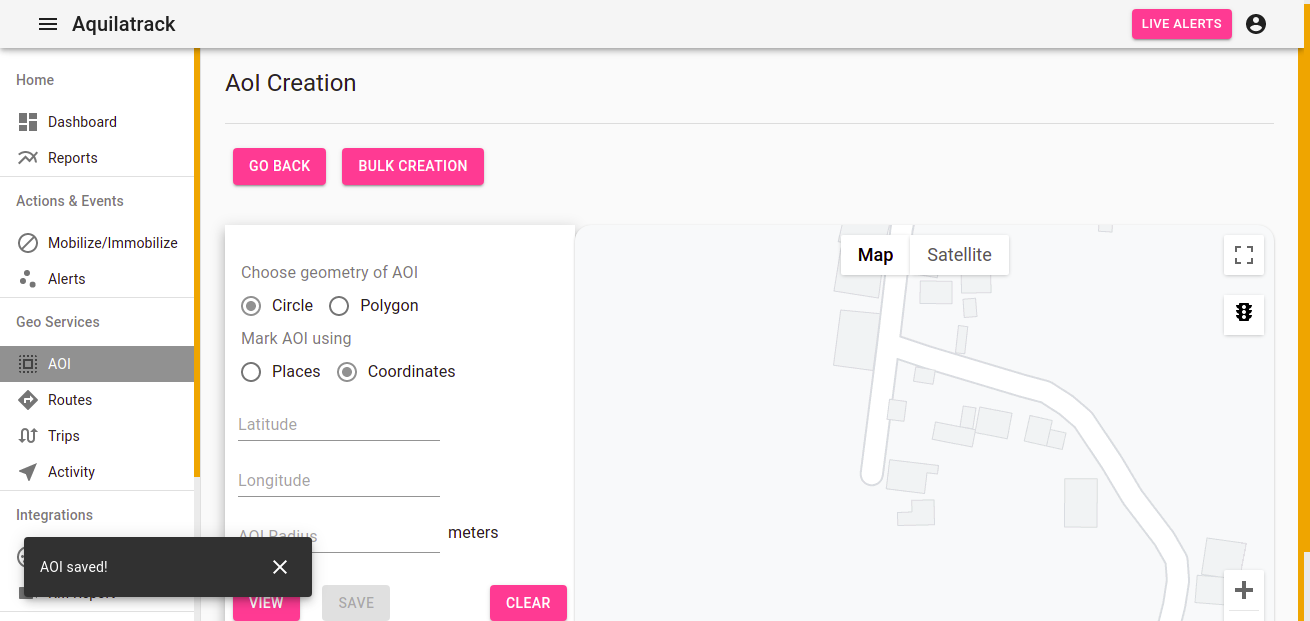 Aquilatrack
LIVE ALERTS
Home
Dashboard
Reports
Actions & Events
Mobilize/Immobilize
Alerts
Geo Services
AOI
Routes
Trips
Activity
Integrations
AOI saved!
AoI Creation
GO BACK
BULK CREATION
Choose geometry of AOI
Circle
Polygon
Mark AOI using
Places
Coordinates
Latitude
Longitude
AOI Radius
meters
VIEW
SAVE
CLEAR
Map
Satellite